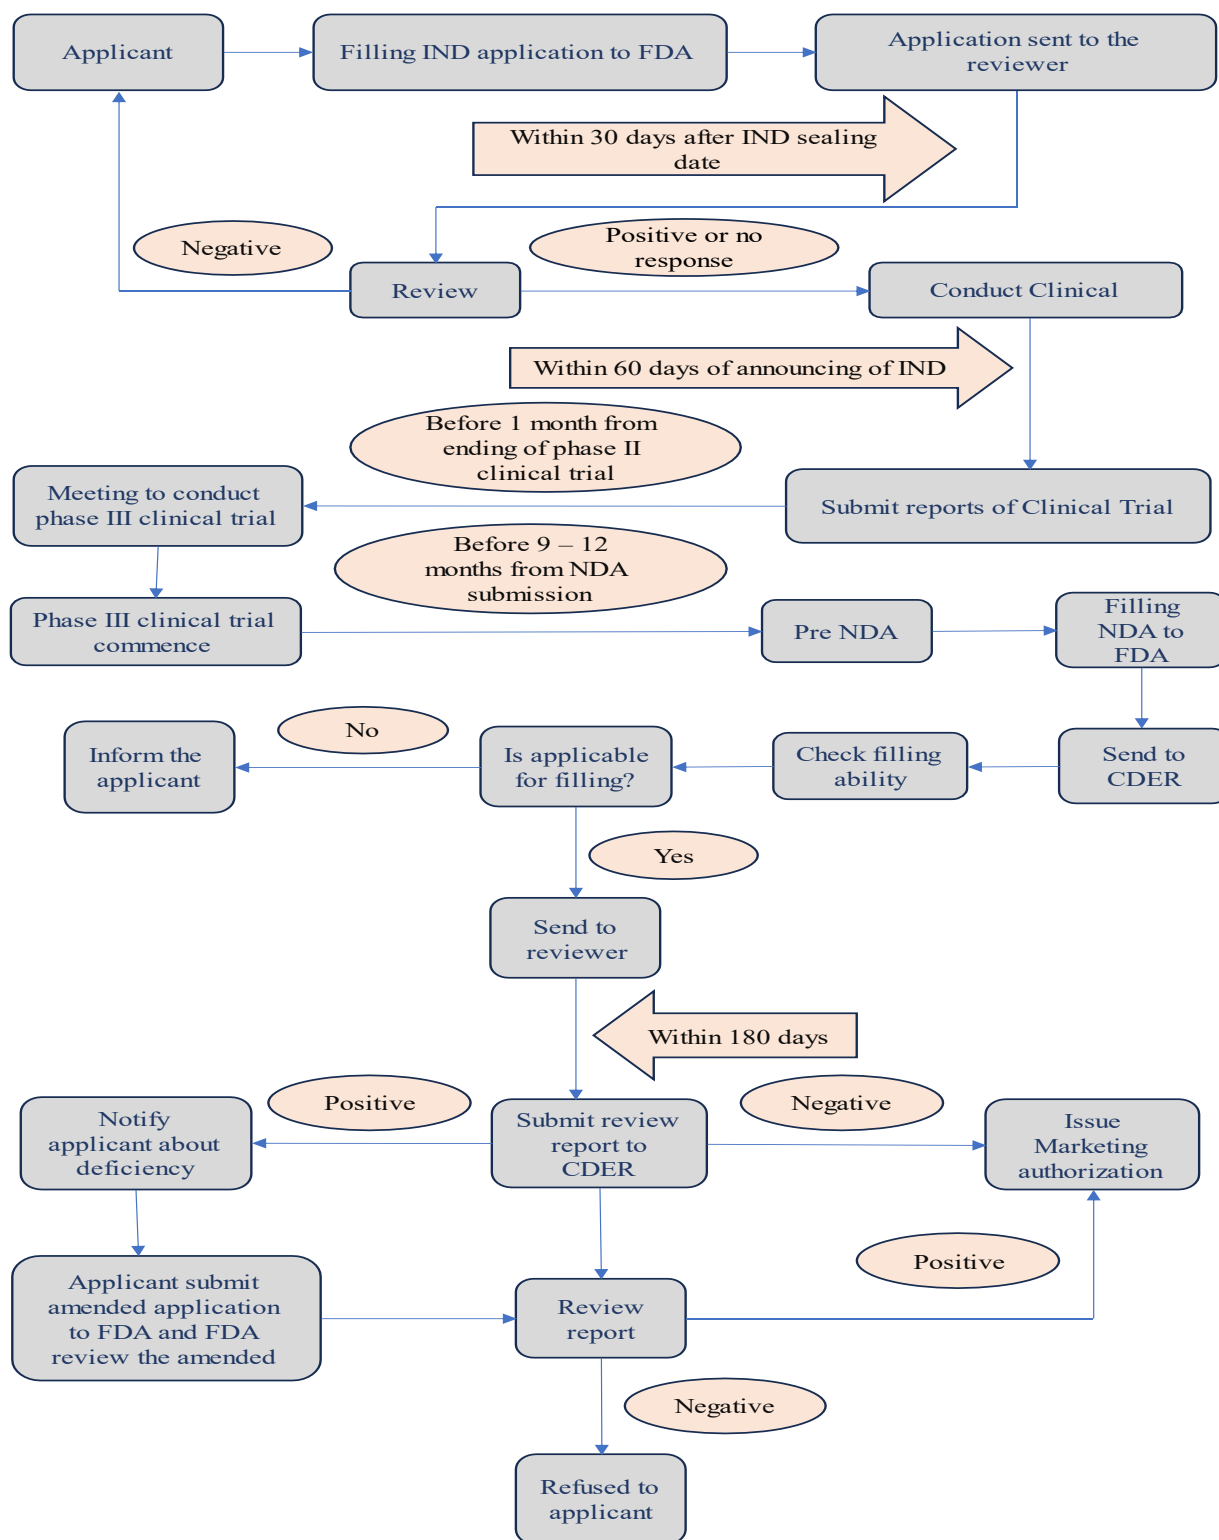 Applicant
Filling IND application to FDA
Application sent to the
reviewer
Within 30 days after IND sealing
date
Negative
Positive or no
response
Review
Conduct Clinical
Within 60 days of announcing of IND
Before 1 month from
ending of phase II
clinical trial
Meeting to conduct
phase III clinical trial
Submit reports of Clinical Trial
Before 9 – 12
months from NDA
submission
Phase III clinical trial
commence
Pre NDA
Filling
NDA to
FDA
No
Inform the
applicant
Is applicable
for filling?
Check filling
ability
Send to
CDER
Yes
Send to
reviewer
Within 180 days
Positive
Negative
Notify
applicant about
deficiency
Submit review
report to
CDER
Issue
Marketing
authorization
Positive
Applicant submit
amended application
to FDA and FDA
review the amended
Review
report
Negative
Refused to
applicant